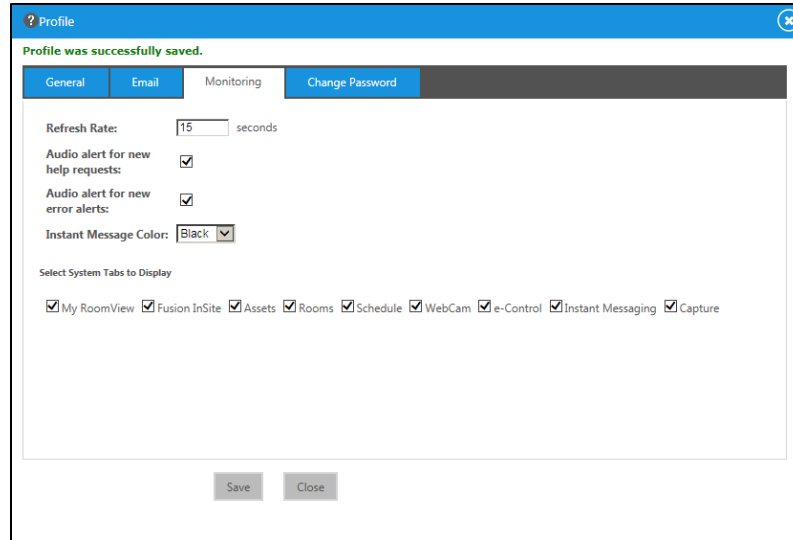 ? Profile
Profile was successfully saved.
General Email Monitoring Change Password
Refresh Rate: 15 seconds
Audio alert for new
help requests:
Audio alert for new
error alerts:
Instant Message Color: Black
Select System Tabs to Display
My RoomView Fusion InSite Assets Rooms Schedule WebCam e-Control Instant Messaging Capture
Save Close